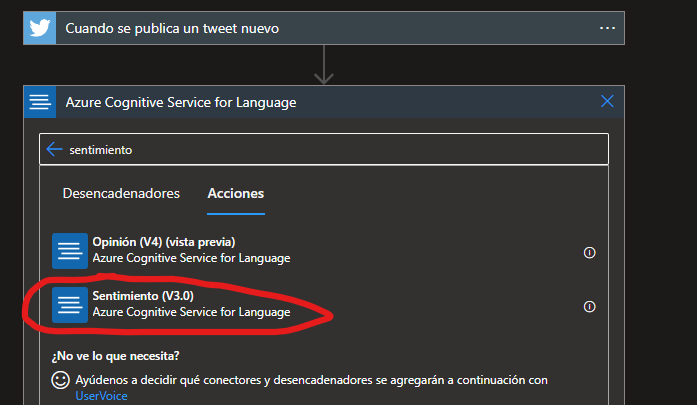 Cuando se publica un tweet nuevo
Azure Cognitive Service for Language
sentimiento
Desencadenadores
Acciones
Opinión (V4) (vista previa)
Azure Cognitive Service for Language
Sentimiento (V3.0)
Azure Cognitive Service for Language
¿No ve lo que necesita?
Ayúdenos a decidir qué conectores y desencadenadores se agregarán a continuación con
UserVoice